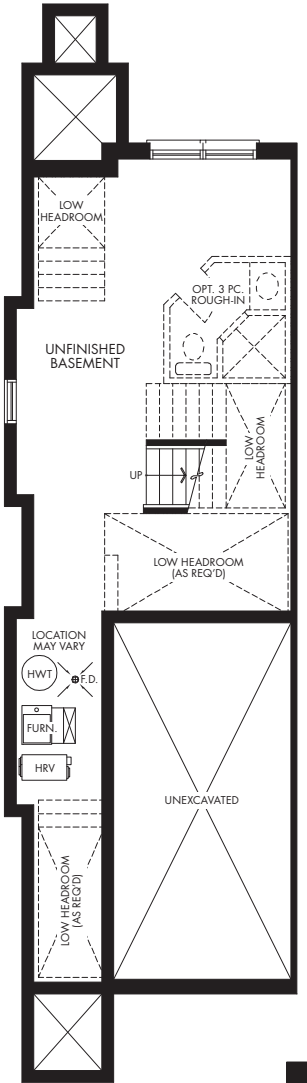 LOW
HEADROOM
OPT. 3 PC.
ROUGH-IN
UNFINISHED
BASEMENT
LOW
HEADROOM
UP
LOW HEADROOM
(AS REQ'D)
LOCATION
MAY VARY
HWT
F.D.
FURN.
HRV
UNEXCAVATED
LOW HEADROOM
(AS REQ'D)